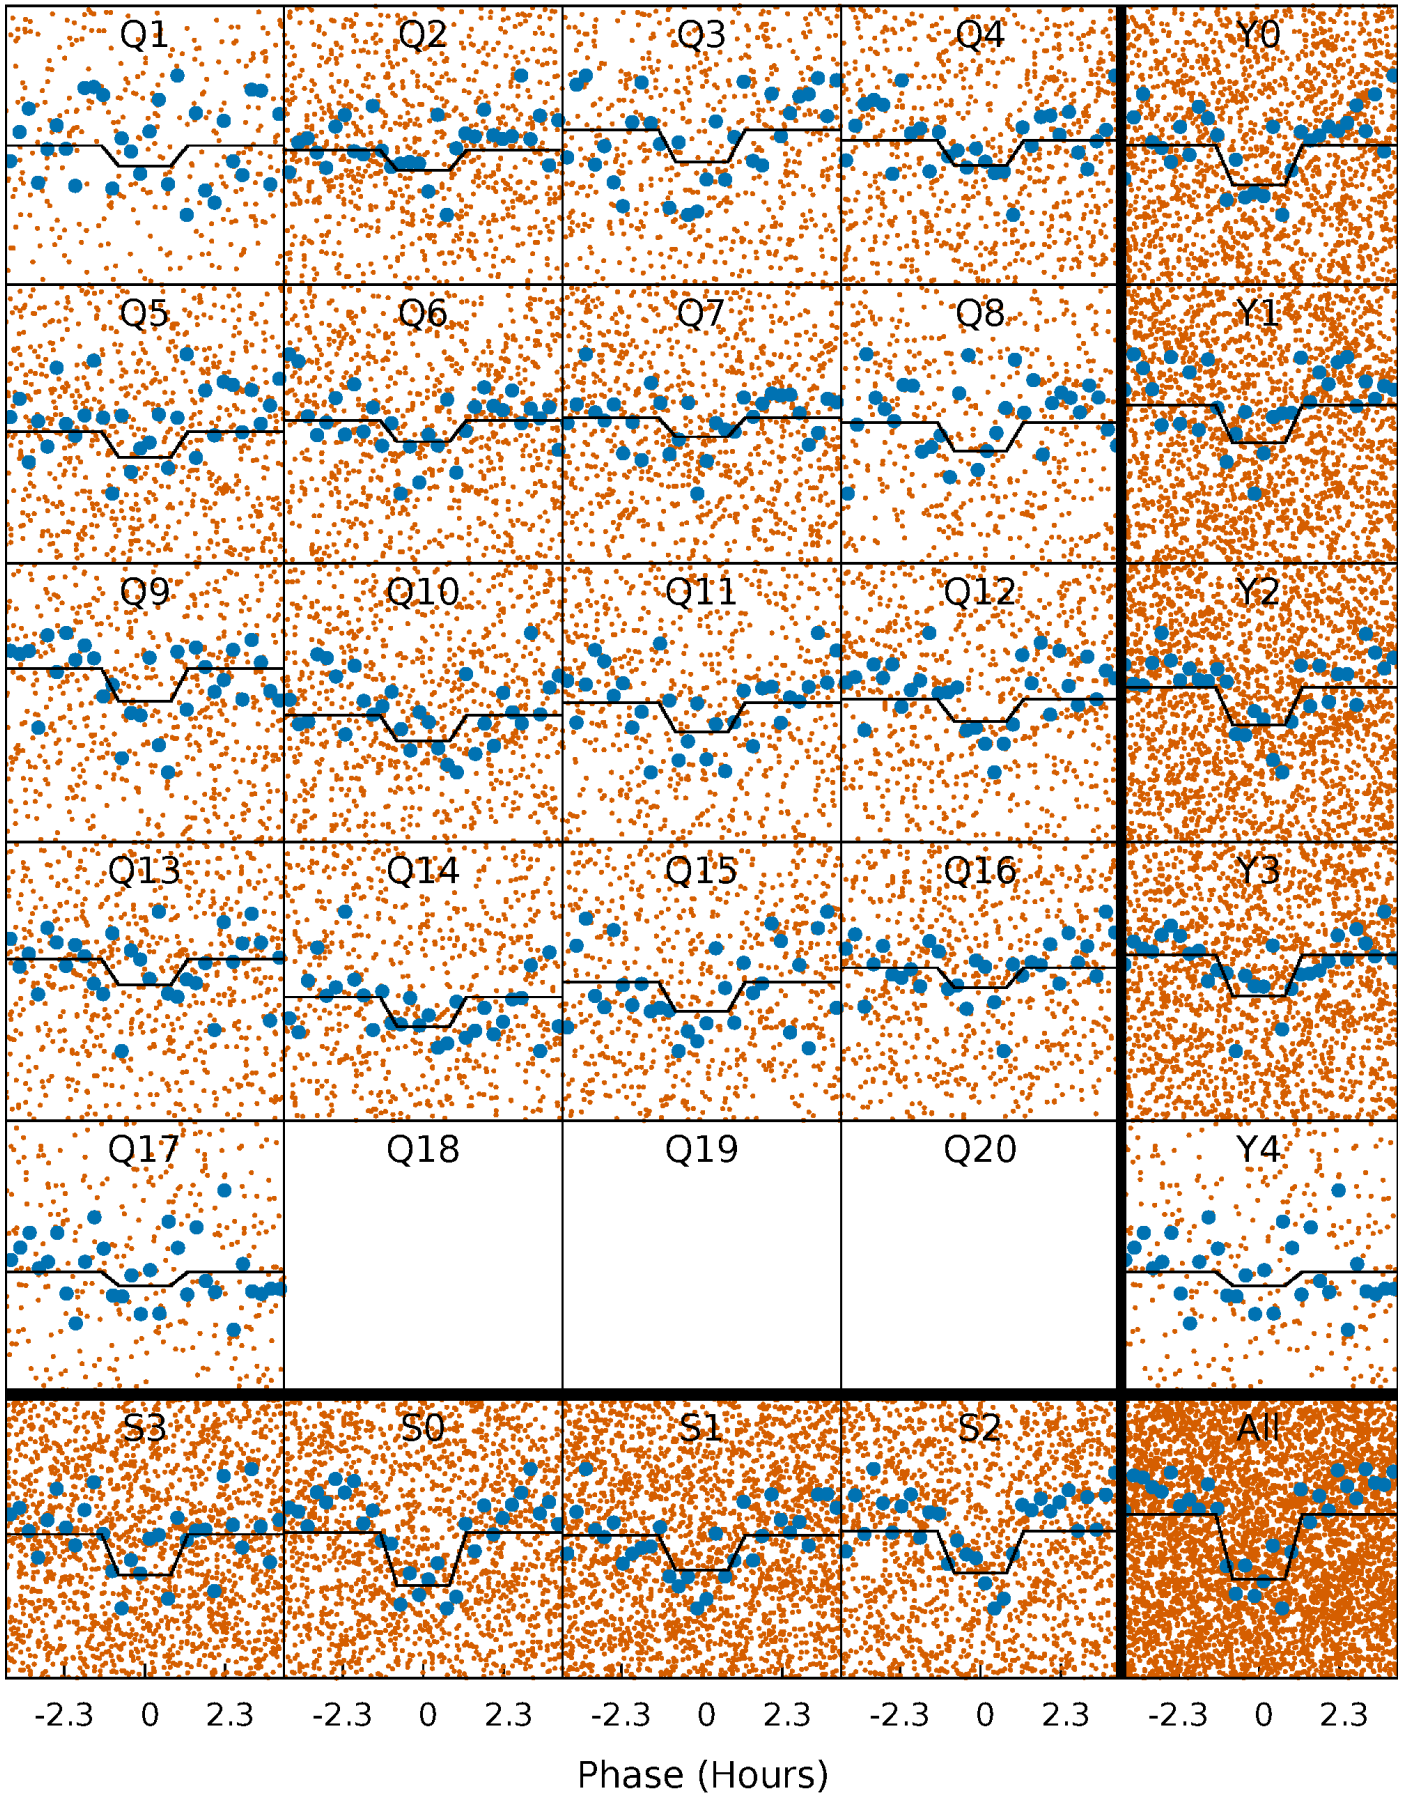 Q1 Q2 Q3 Q4 Y0
Q5 Q6 Q7 Q8 Y1
Q9 Q10 Q11 Q12 Y2
Q13 Q14 Q15 Q16 Y3
Q17 Q18 Q19 Q20 Y4
S3 S0 S1 S2 All
-2.3 0 2.3 -2.3 0 2.3 -2.3 0 2.3 -2.3 0 2.3 -2.3 0 2.3
Phase (Hours)